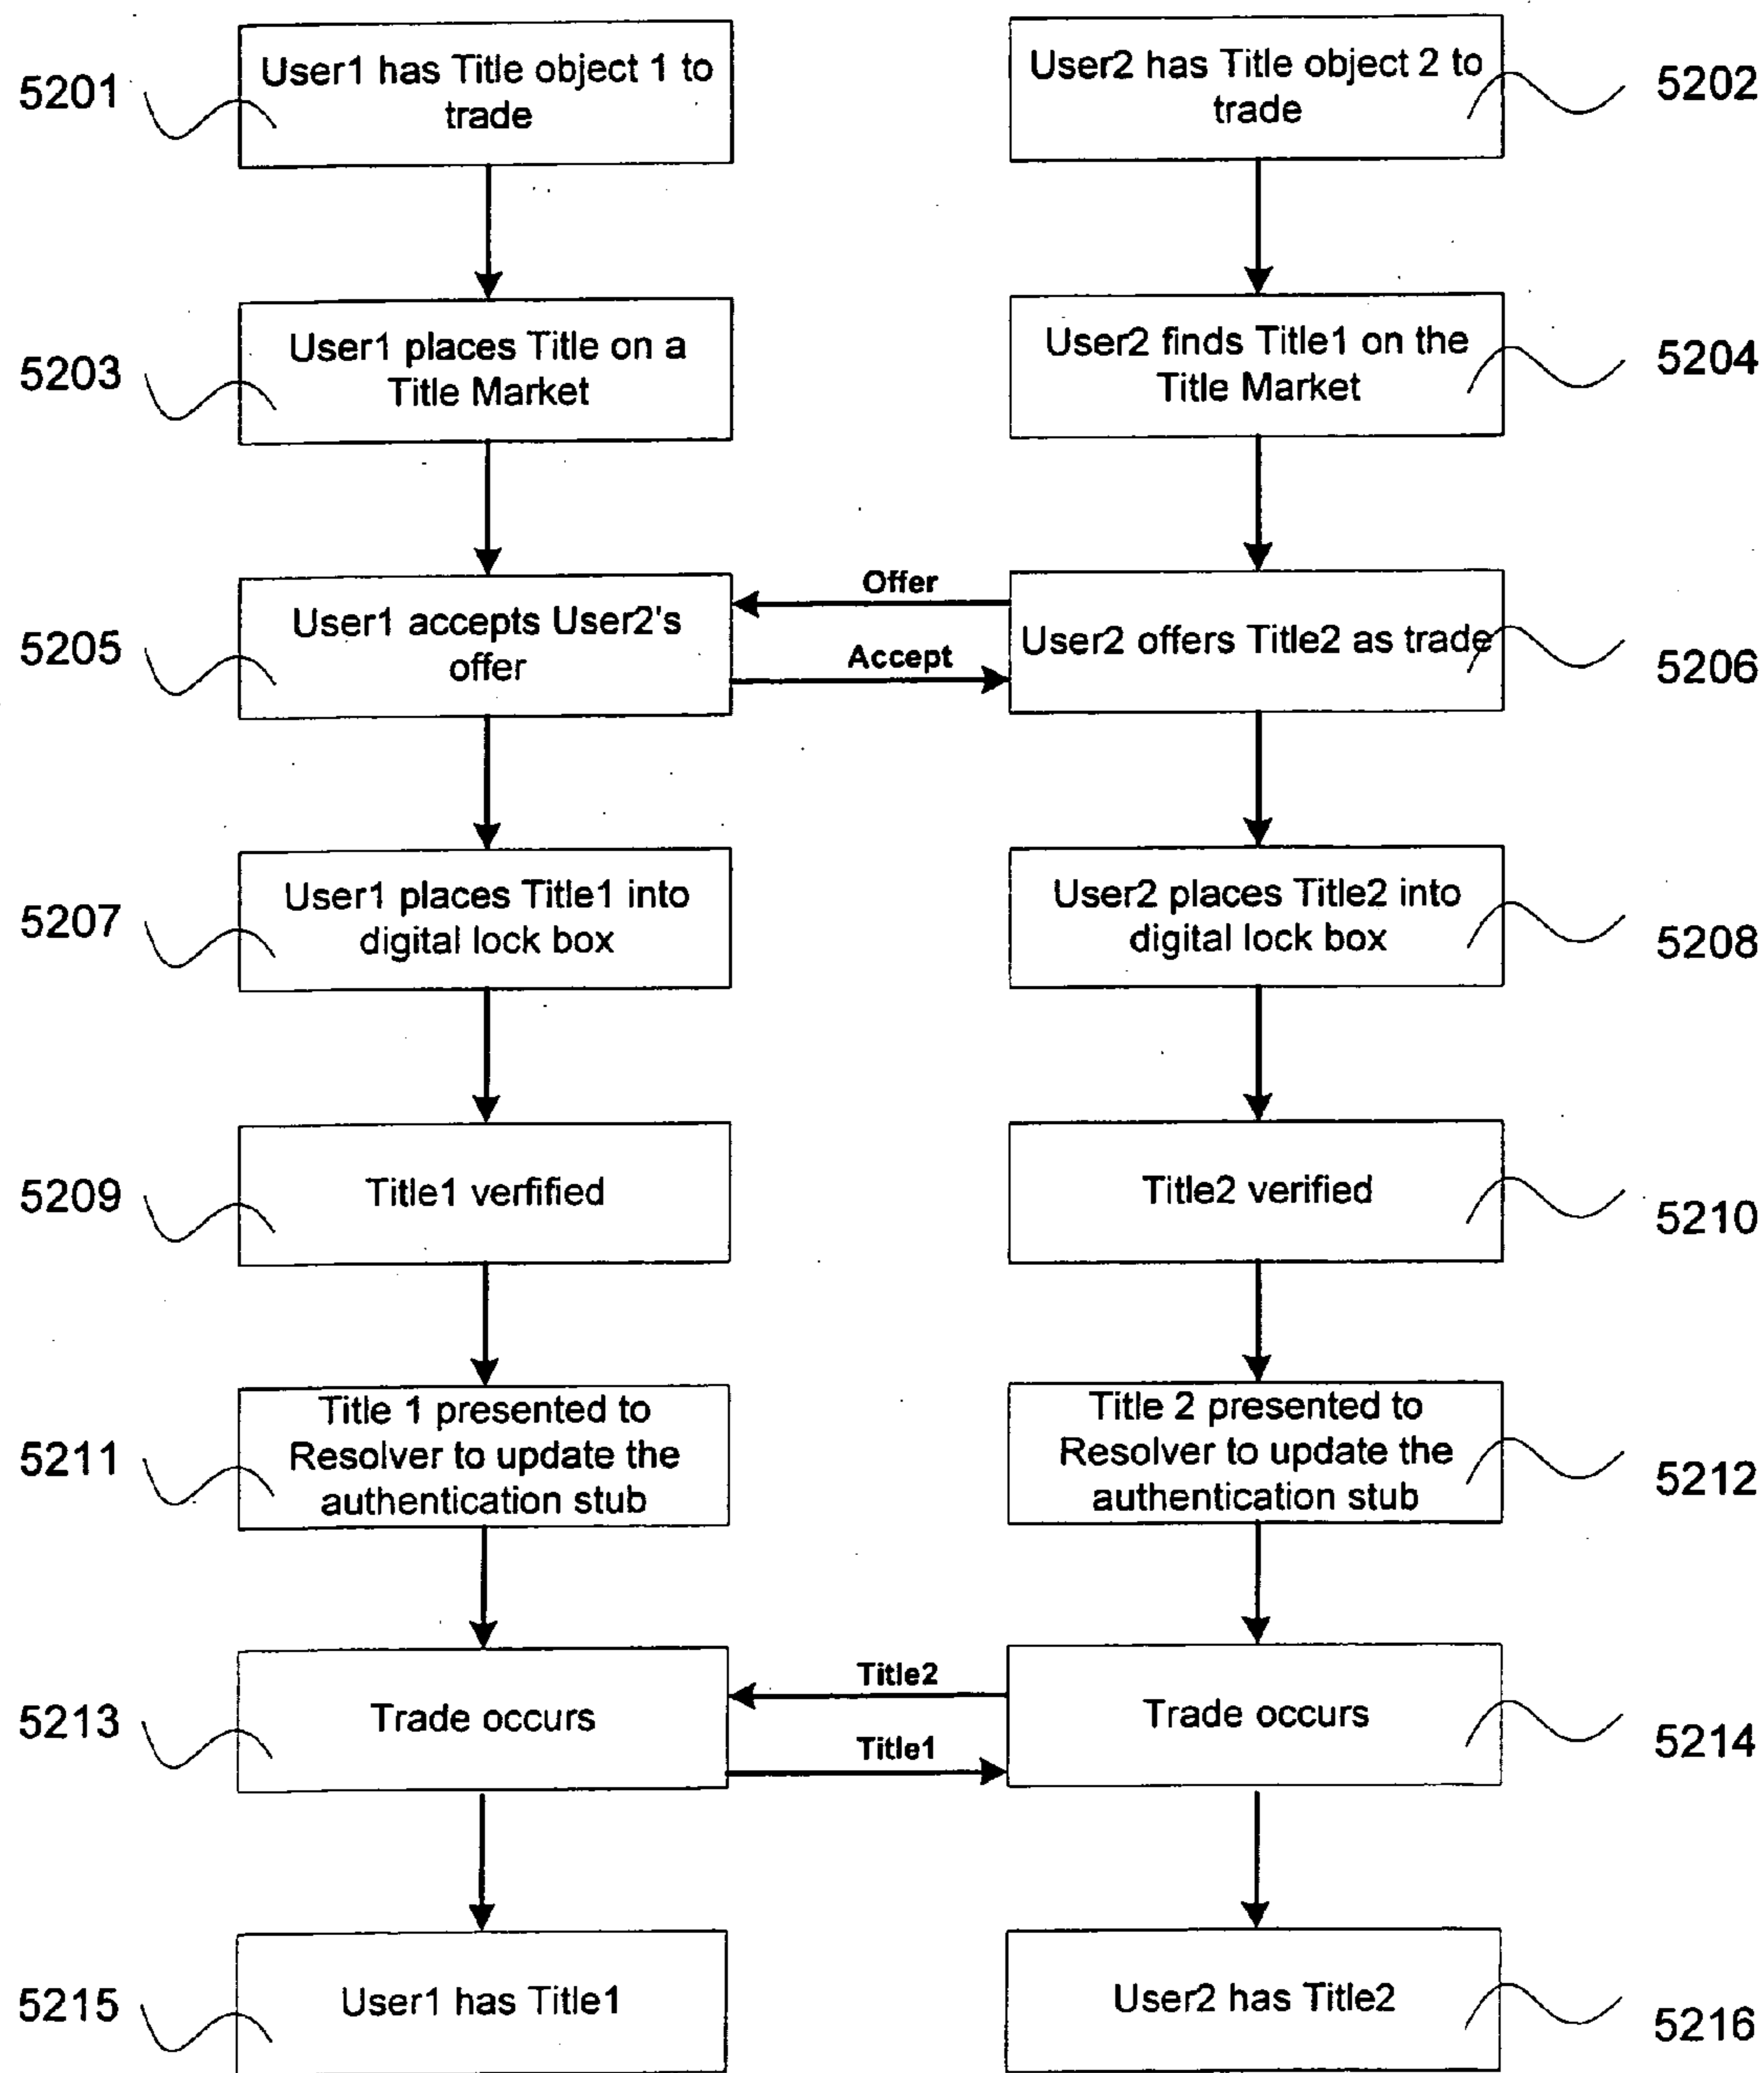 5201
User1 has Title object 1 to
trade
User2 has Title object 2 to
trade
5202
5203
User1 places Title on a
Title Market
User2 finds Title1 on the
Title Market
5204
5205
User1 accepts User2's
offer
Offer
Accept
User2 offers Title2 as trade
5206
5207
User1 places Title1 into
digital lock box
User2 places Title2 into
digital lock box
5208
5209
Title1 verfified
Title2 verified
5210
5211
Title 1 presented to
Resolver to update the
authentication stub
Title 2 presented to
Resolver to update the
authentication stub
5212
5213
Trade occurs
Title2
Title1
Trade occurs
5214
5215
User1 has Title1
User2 has Title2
5216